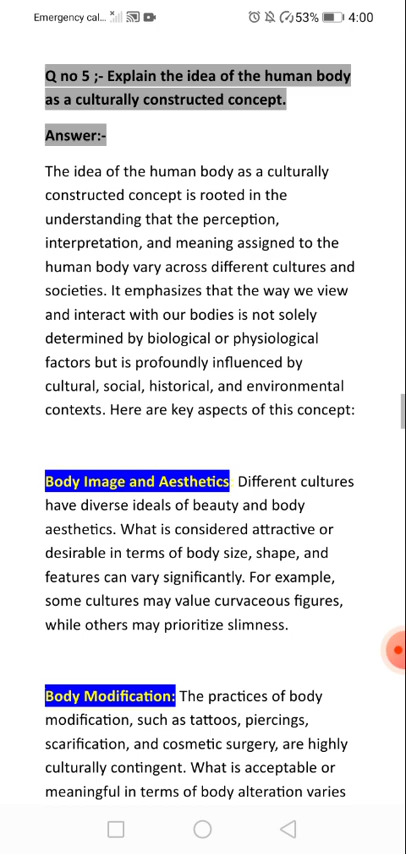 Emergency cal... 53% 4:00
Q no 5 ;- Explain the idea of the human body
as a culturally constructed concept.
Answer:-
The idea of the human body as a culturally
constructed concept is rooted in the
understanding that the perception,
interpretation, and meaning assigned to the
human body vary across different cultures and
societies. It emphasizes that the way we view
and interact with our bodies is not solely
determined by biological or physiological
factors but is profoundly influenced by
cultural, social, historical, and environmental
contexts. Here are key aspects of this concept:
Body Image and Aesthetics: Different cultures
have diverse ideals of beauty and body
aesthetics. What is considered attractive or
desirable in terms of body size, shape, and
features can vary significantly. For example,
some cultures may value curvaceous figures,
while others may prioritize slimness.
Body Modification: The practices of body
modification, such as tattoos, piercings,
scarification, and cosmetic surgery, are highly
culturally contingent. What is acceptable or
meaningful in terms of body alteration varies